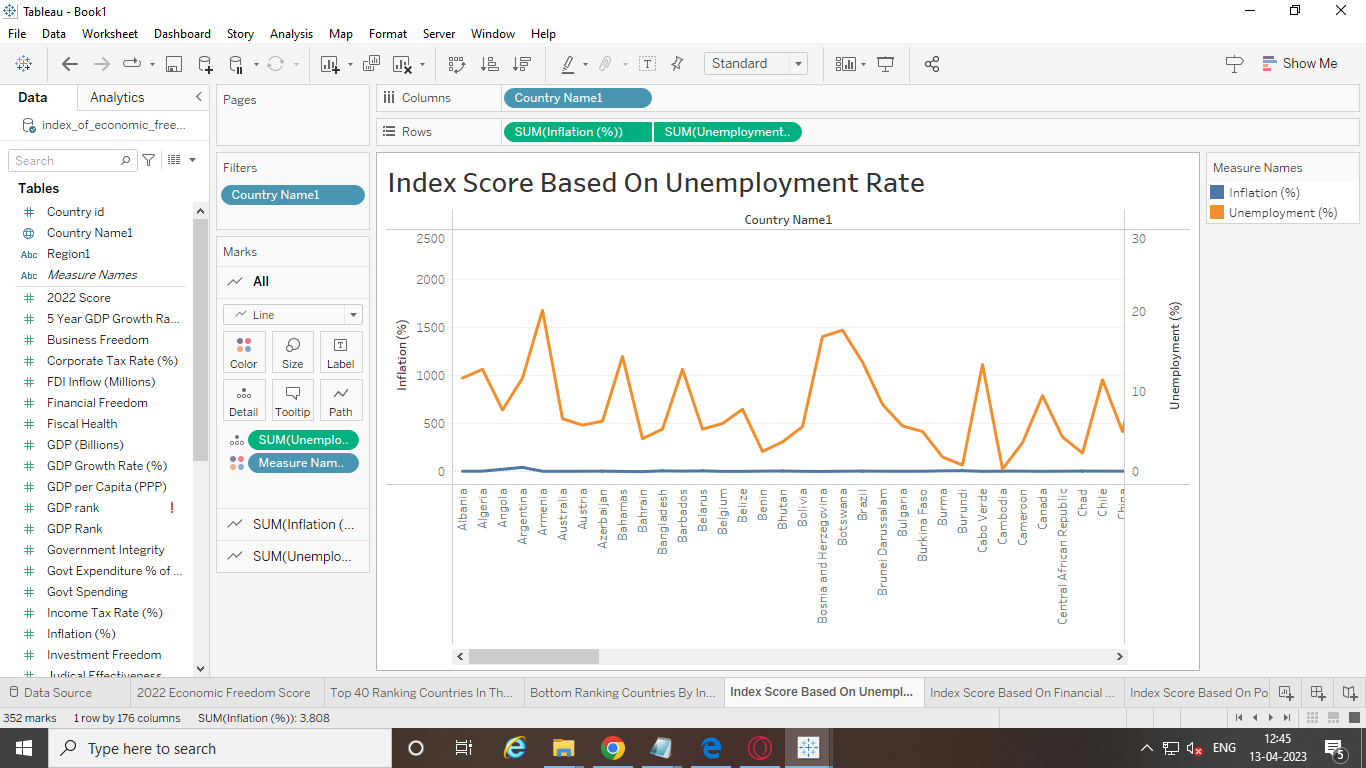 Tableau - Book1
File Data Worksheet Dashboard Story Analysis Map Format Server Window Help
Standard
Show Me
Data
Analytics
index_of_economic_free...
Search
Tables
Country id
Country Name1
Abc Region1
Abc Measure Names
2022 Score
5 Year GDP Growth Ra...
Business Freedom
Corporate Tax Rate (%)
FDI Inflow (Millions)
Financial Freedom
Fiscal Health
GDP (Billions)
GDP Growth Rate (%)
GDP per Capita (PPP)
GDP rank !
GDP Rank
Government Integrity
Govt Expenditure % of ...
Govt Spending
Income Tax Rate (%)
Inflation (%)
Investment Freedom
Judical Effectiveness
Pages
Filters
Country Name1
Marks
All
Line
Color
Size
Label
Detail
Tooltip
Path
SUM(Unemplo..
Measure Nam..
SUM(Inflation (...
SUM(Unemplo...
Columns
Country Name1
Rows
SUM(Inflation (%))
SUM(Unemployment..
Index Score Based On Unemployment Rate
Country Name1
2500
2000
1500
1000
500
0
Inflation (%)
30
20
10
0
Unemployment (%)
Albania
Algeria
Angola
Argentina
Armenia
Australia
Austria
Azerbaijan
Bahamas
Bahrain
Bangladesh
Barbados
Belarus
Belgium
Belize
Benin
Bhutan
Bolivia
Bosnia and Herzegovina
Botswana
Brazil
Brunei Darussalam
Bulgaria
Burkina Faso
Burma
Burundi
Cabo Verde
Cambodia
Cameroon
Canada
Central African Republic
Chad
Chile
China
Measure Names
Inflation (%)
Unemployment (%)
Data Source
2022 Economic Freedom Score
Top 40 Ranking Countries In Th...
Bottom Ranking Countries By In...
Index Score Based On Unempl...
Index Score Based On Financial ...
Index Score Based On Po
352 marks 1 row by 176 columns SUM(Inflation (%)): 3,808
Type here to search
ENG
12:45
13-04-2023
5